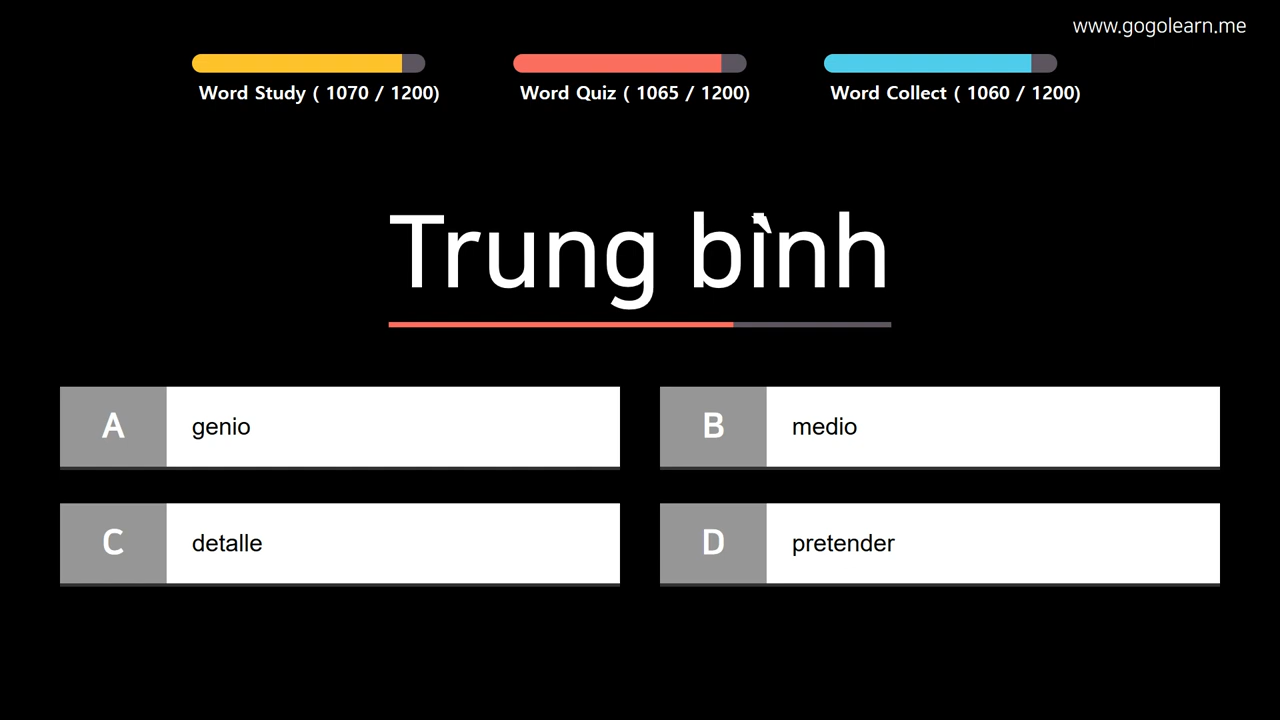 www.gogolearn.me
Word Study ( 1070 / 1200)
Word Quiz ( 1065 / 1200)
Word Collect ( 1060 / 1200)
Trung bình
A genio
B medio
C detalle
D pretender